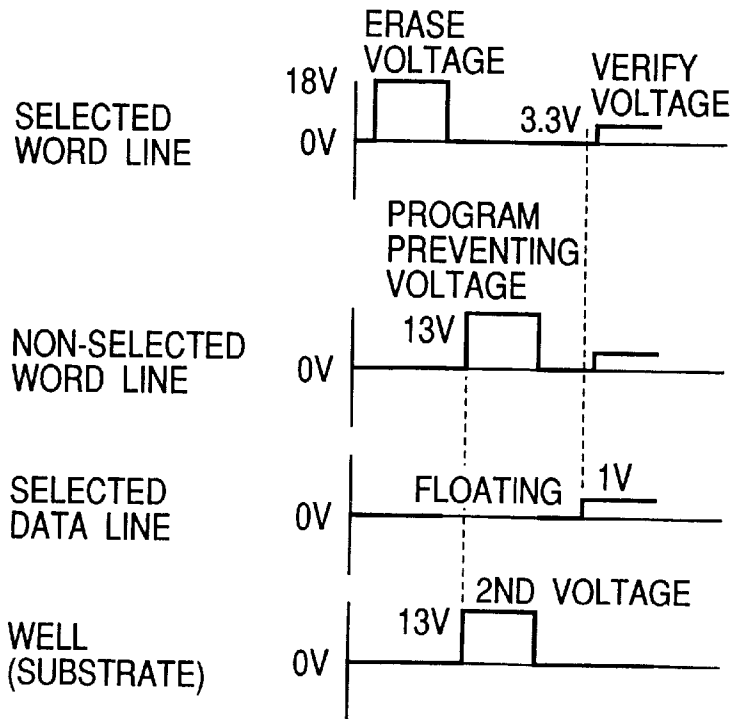 ERASE
VOLTAGE
18V
VERIFY
VOLTAGE
3.3V
SELECTED
WORD LINE
0V
PROGRAM
PREVENTING
VOLTAGE
13V
NON-SELECTED
WORD LINE
0V
SELECTED
DATA LINE
FLOATING
1V
0V
2ND VOLTAGE
13V
WELL
(SUBSTRATE)
0V